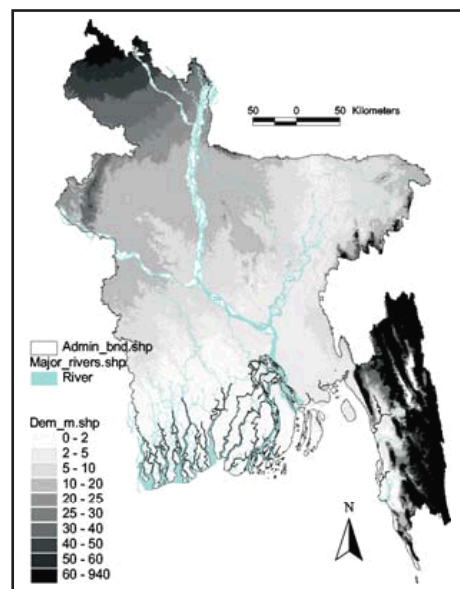 50 0 50 Kilometers
Admin_bnd.shp
Major_rivers.shp
River
Dem_m.shp
0 - 2
2 - 5
5 - 10
10 - 20
20 - 25
25 - 30
30 - 40
40 - 50
50 - 60
60 - 940
N